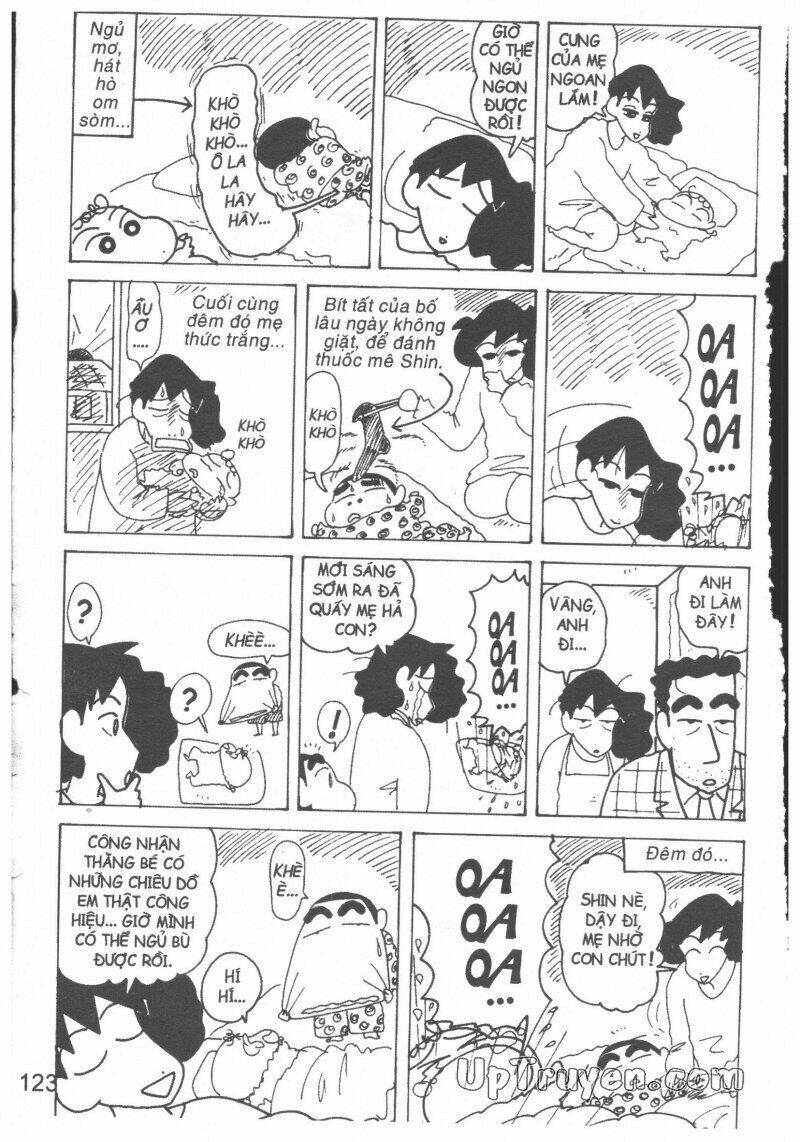 CƯNG
CỦA MẸ
NGOAN
LẮM!
GIỜ
CÓ THỂ
NGỦ
NGON
ĐƯỢC
RỒI!
Ngủ
mơ,
hát
hò
om
sòm...
KHÒ
KHÒ
KHÒ...
Ô LA
LA
HÂY
HÂY...
OA
OA
OA
...
Bít tất của bố
lâu ngày không
giặt, để đánh
thuốc mê Shin.
KHÒ
KHÒ
Cuối cùng
đêm đó mẹ
thức trắng...
ẦU
Ơ
....
KHÒ
KHÒ
ANH
ĐI LÀM
ĐÂY!
VÂNG,
ANH
ĐI...
OA
OA
OA
...
MỚI SÁNG
SỚM RA ĐÃ
QUẤY MẸ HẢ
CON?
!
KHÈÈ...
?
?
Đêm đó...
SHIN NÈ,
DẬY ĐI,
MẸ NHỜ
CON CHÚT!
OA
OA
OA
...
KHÈ
È...
CÔNG NHẬN
THẰNG BÉ CÓ
NHỮNG CHIÊU DỖ
EM THẬT CÔNG
HIỆU... GIỜ MÌNH
CÓ THỂ NGỦ BÙ
ĐƯỢC RỒI.
HÍ
HÍ...
UpTruyen.com
123